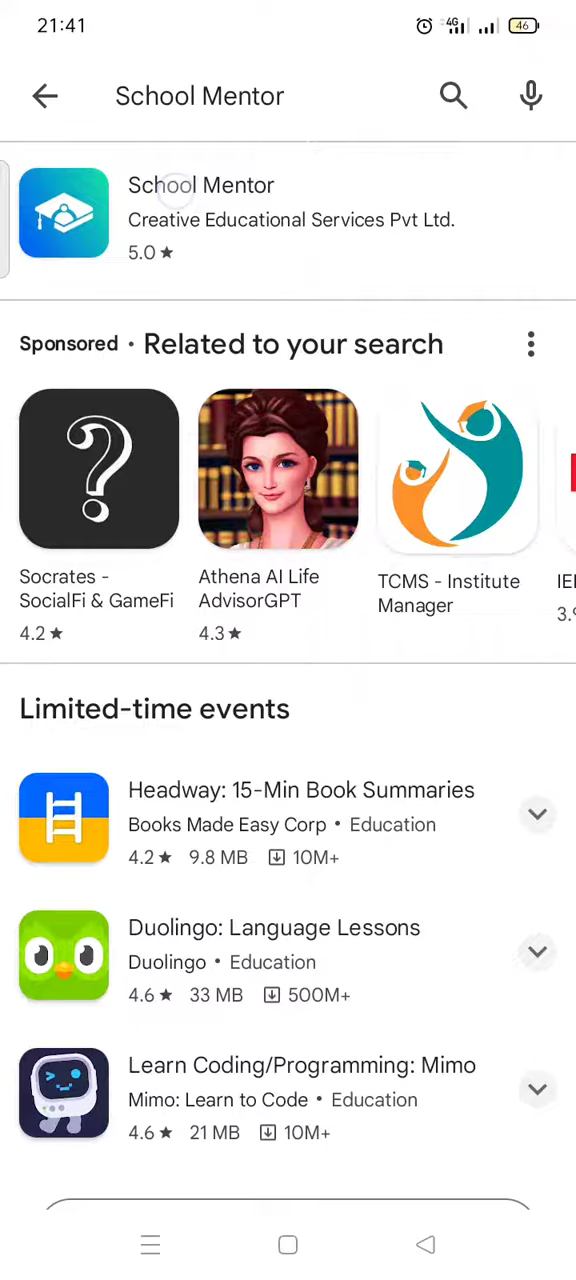 21:41
4G
46
School Mentor
School Mentor
Creative Educational Services Pvt Ltd.
5.0 ★
Sponsored • Related to your search
?
Socrates -
SocialFi & GameFi
4.2 ★
Athena AI Life
AdvisorGPT
4.3 ★
TCMS - Institute
Manager
3.9
Limited-time events
Headway: 15-Min Book Summaries
Books Made Easy Corp • Education
4.2 ★ 9.8 MB 10M+
Duolingo: Language Lessons
Duolingo • Education
4.6 ★ 33 MB 500M+
Learn Coding/Programming: Mimo
Mimo: Learn to Code • Education
4.6 ★ 21 MB 10M+